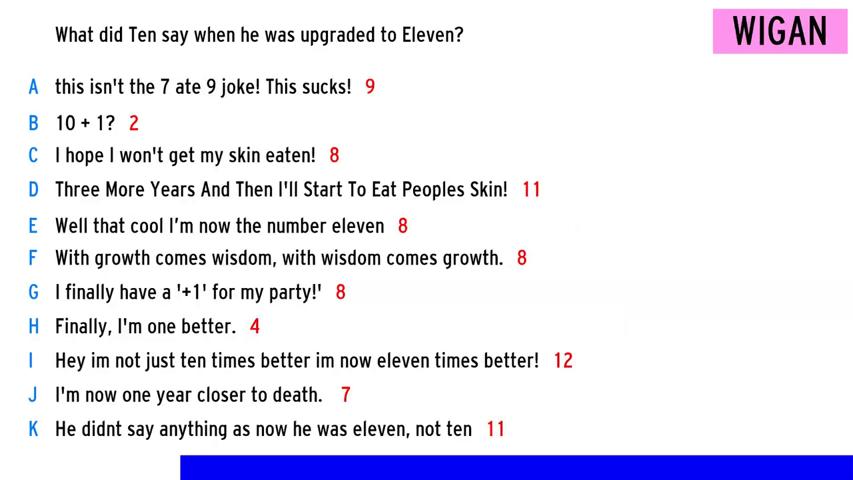 What did Ten say when he was upgraded to Eleven?
WIGAN
A this isn't the 7 ate 9 joke! This sucks! 9
B 10 + 1? 2
C I hope I won't get my skin eaten! 8
D Three More Years And Then I'll Start To Eat Peoples Skin! 11
E Well that cool I’m now the number eleven 8
F With growth comes wisdom, with wisdom comes growth. 8
G I finally have a '+1' for my party!' 8
H Finally, I'm one better. 4
I Hey im not just ten times better im now eleven times better! 12
J I'm now one year closer to death. 7
K He didnt say anything as now he was eleven, not ten 11